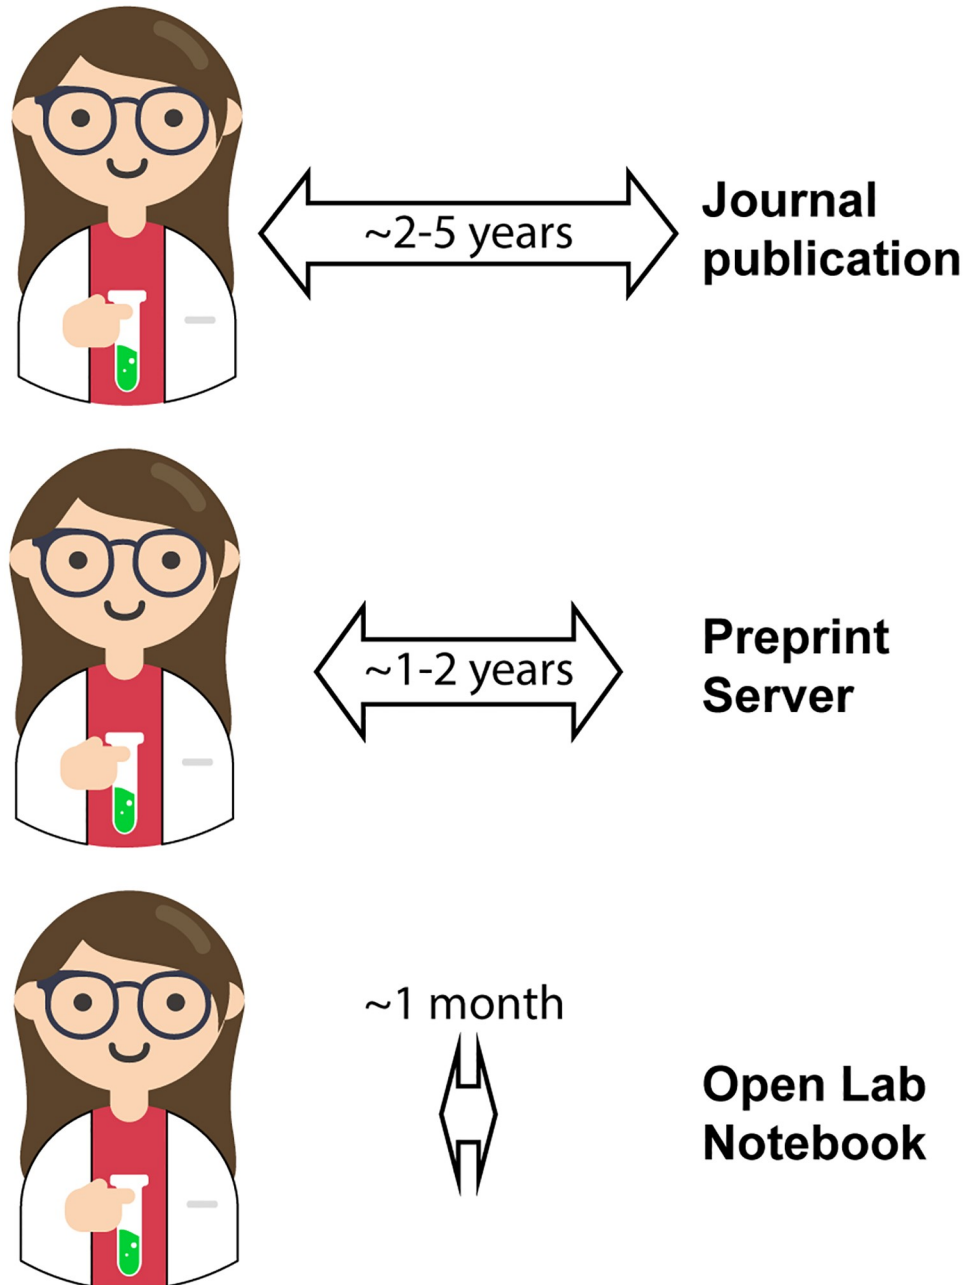 ~2-5 years
Journal
publication
~1-2 years
Preprint
Server
~1 month
Open Lab
Notebook